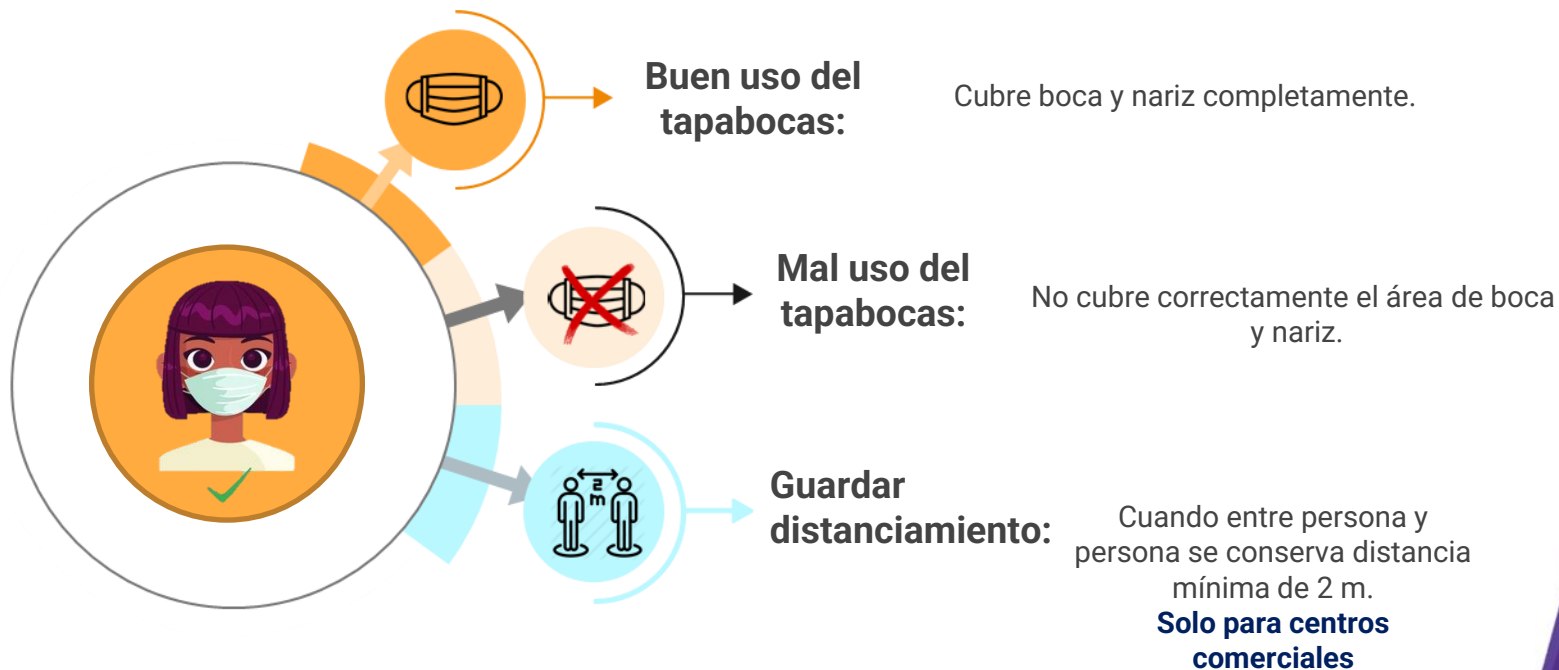 Buen uso del
tapabocas:
Cubre boca y nariz completamente.
Mal uso del
tapabocas:
No cubre correctamente el área de boca
y nariz.
2
m
Guardar
distanciamiento:
Cuando entre persona y
persona se conserva distancia
mínima de 2 m.
Solo para centros
comerciales